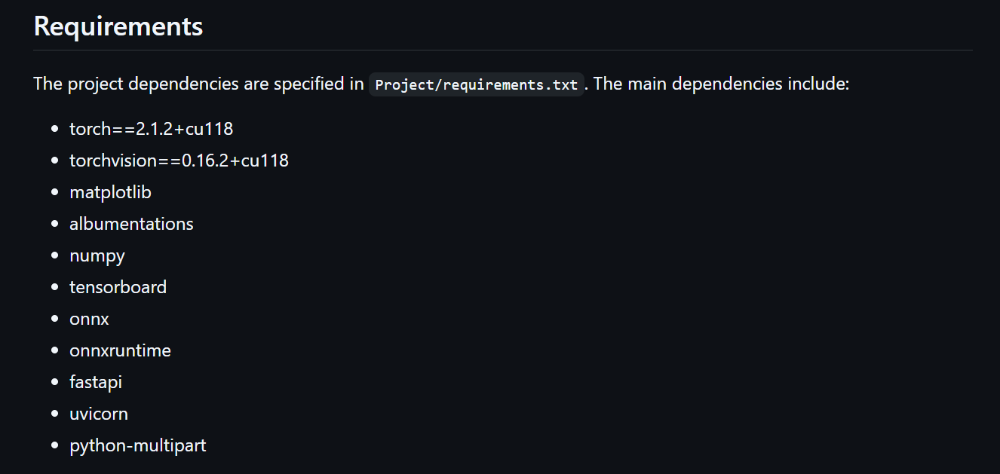 Requirements
The project dependencies are specified in Project/requirements.txt. The main dependencies include:
torch==2.1.2+cu118
torchvision==0.16.2+cu118
matplotlib
albumentations
numpy
tensorboard
onnx
onnxruntime
fastapi
uvicorn
python-multipart